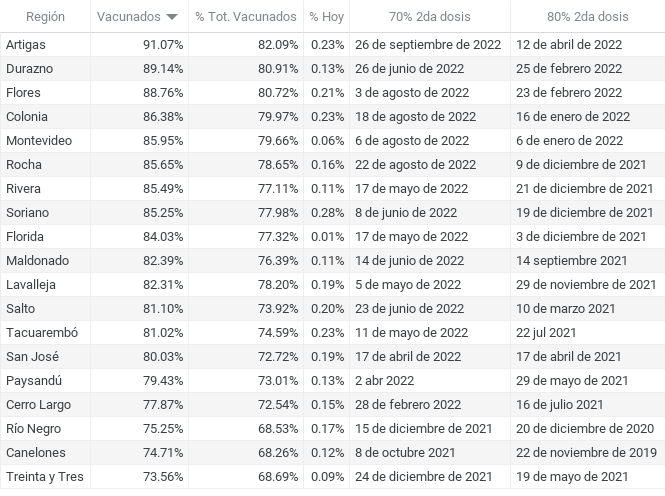 Región Vacunados % Tot. Vacunados % Hoy 70% 2da dosis 80% 2da dosis
Artigas 91.07% 82.09% 0.23% 26 de septiembre de 2022 12 de abril de 2022
Durazno 89.14% 80.91% 0.13% 26 de junio de 2022 25 de febrero 2022
Flores 88.76% 80.72% 0.21% 3 de agosto de 2022 23 de febrero 2022
Colonia 86.38% 79.97% 0.23% 18 de agosto de 2022 16 de enero de 2022
Montevideo 85.95% 79.66% 0.06% 6 de agosto de 2022 6 de enero de 2022
Rocha 85.65% 78.65% 0.16% 22 de agosto de 2022 9 de diciembre de 2021
Rivera 85.49% 77.11% 0.11% 17 de mayo de 2022 21 de diciembre de 2021
Soriano 85.25% 77.98% 0.28% 8 de junio de 2022 19 de diciembre de 2021
Florida 84.03% 77.32% 0.01% 17 de mayo de 2022 3 de diciembre de 2021
Maldonado 82.39% 76.39% 0.11% 14 de junio de 2022 14 septiembre 2021
Lavalleja 82.31% 78.20% 0.19% 5 de mayo de 2022 29 de noviembre de 2021
Salto 81.10% 73.92% 0.20% 23 de junio de 2022 10 de marzo 2021
Tacuarembó 81.02% 74.59% 0.23% 11 de mayo de 2022 22 jul 2021
San José 80.03% 72.72% 0.19% 17 de abril de 2022 17 de abril de 2021
Paysandú 79.43% 73.01% 0.13% 2 abr 2022 29 de mayo de 2021
Cerro Largo 77.87% 72.54% 0.15% 28 de febrero de 2022 16 de julio 2021
Río Negro 75.25% 68.53% 0.17% 15 de diciembre de 2021 20 de diciembre de 2020
Canelones 74.71% 68.26% 0.12% 8 de octubre 2021 22 de noviembre de 2019
Treinta y Tres 73.56% 68.69% 0.09% 24 de diciembre de 2021 19 de mayo de 2021